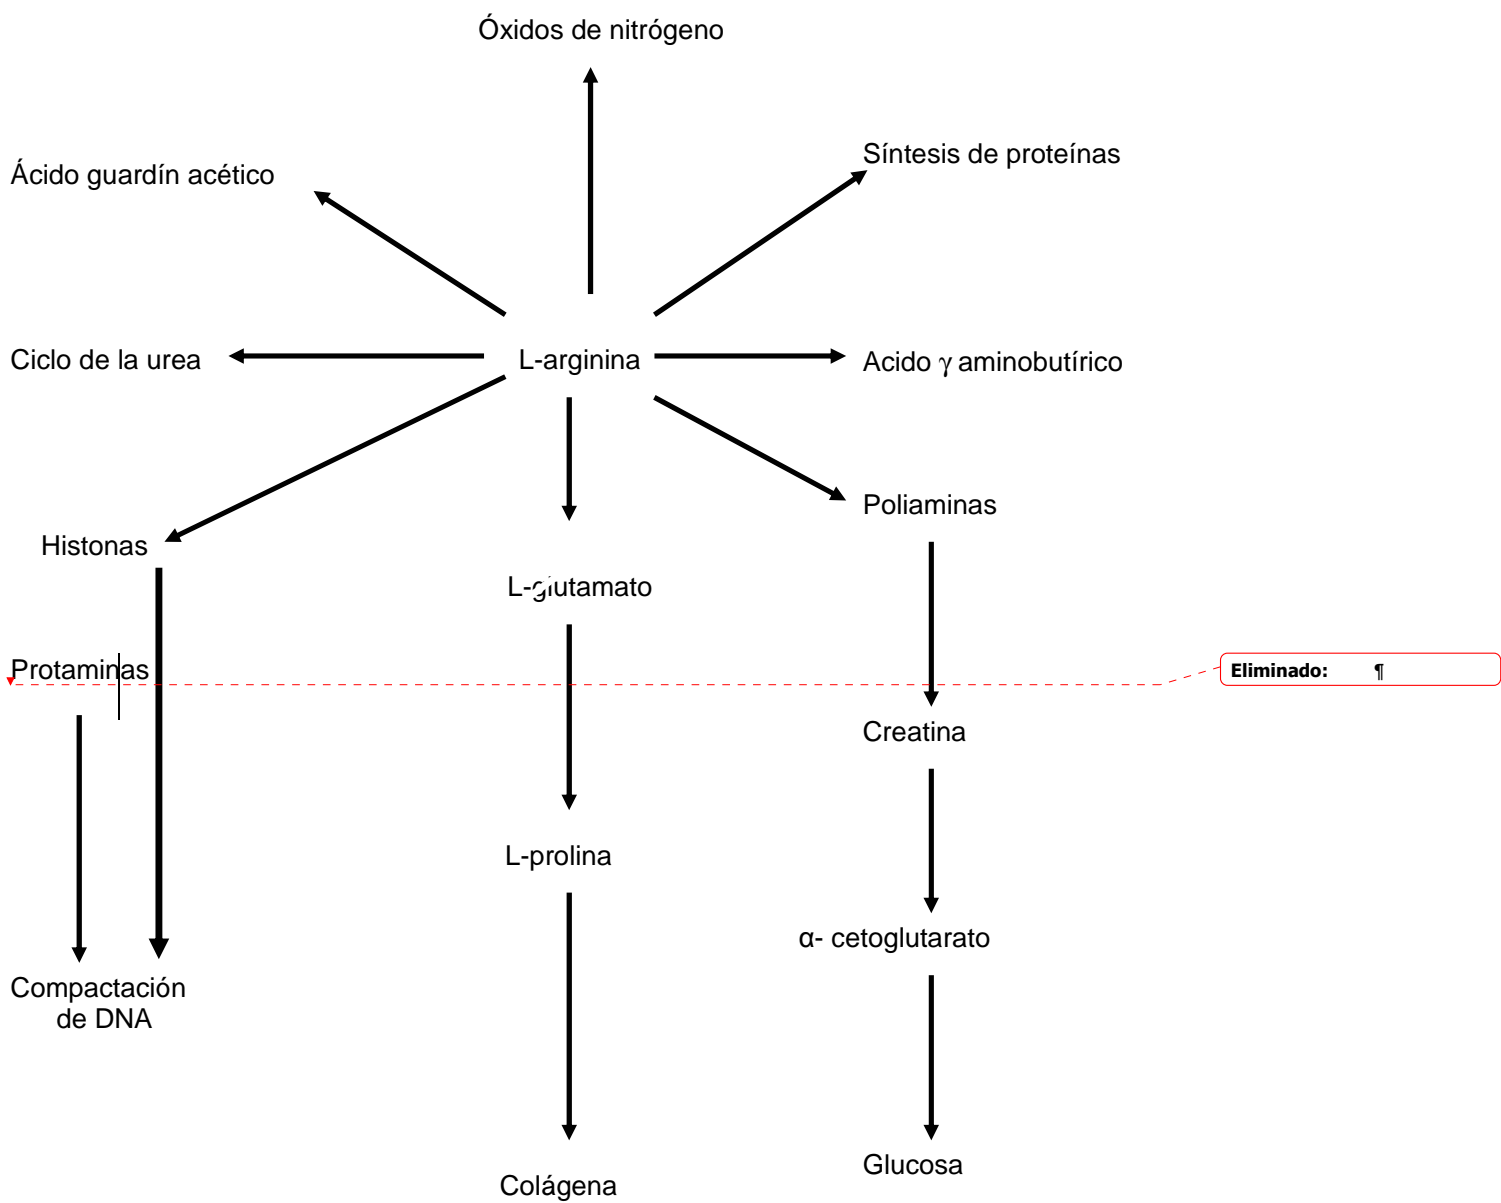 Óxidos de nitrógeno
Síntesis de proteínas
Ácido guardín acético
Ciclo de la urea
L-arginina
Acido γ aminobutírico
Poliaminas
Histonas
L-glutamato
Protaminas
Eliminado: ¶
Creatina
L-prolina
α- cetoglutarato
Compactación
de DNA
Glucosa
Colágena